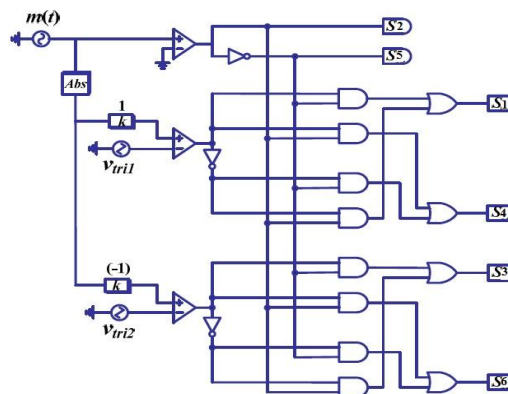 m(t)
S2
S5
Abs
1
k
vtri1
S1
S4
(-1)
k
vtri2
S3
S6